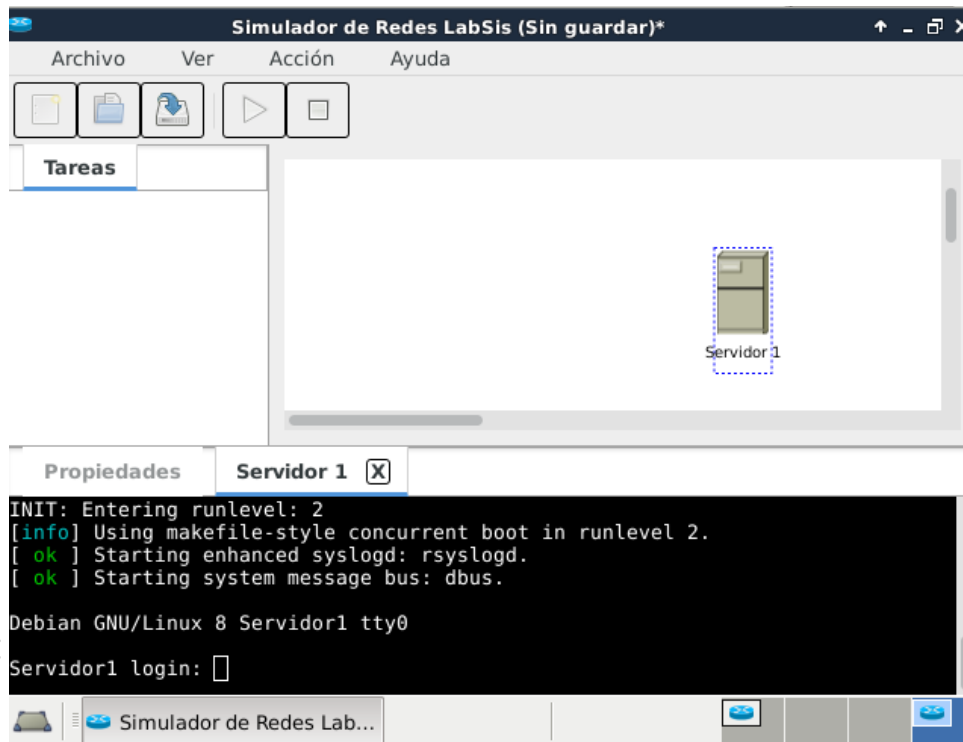 Simulador de Redes LabSis (Sin guardar)*
Archivo Ver Acción Ayuda
Tareas
Servidor 1
Propiedades Servidor 1 X
INIT: Entering runlevel: 2
[info] Using makefile-style concurrent boot in runlevel 2.
[ ok ] Starting enhanced syslogd: rsyslogd.
[ ok ] Starting system message bus: dbus.
Debian GNU/Linux 8 Servidor1 tty0
Servidor1 login:
Simulador de Redes Lab...